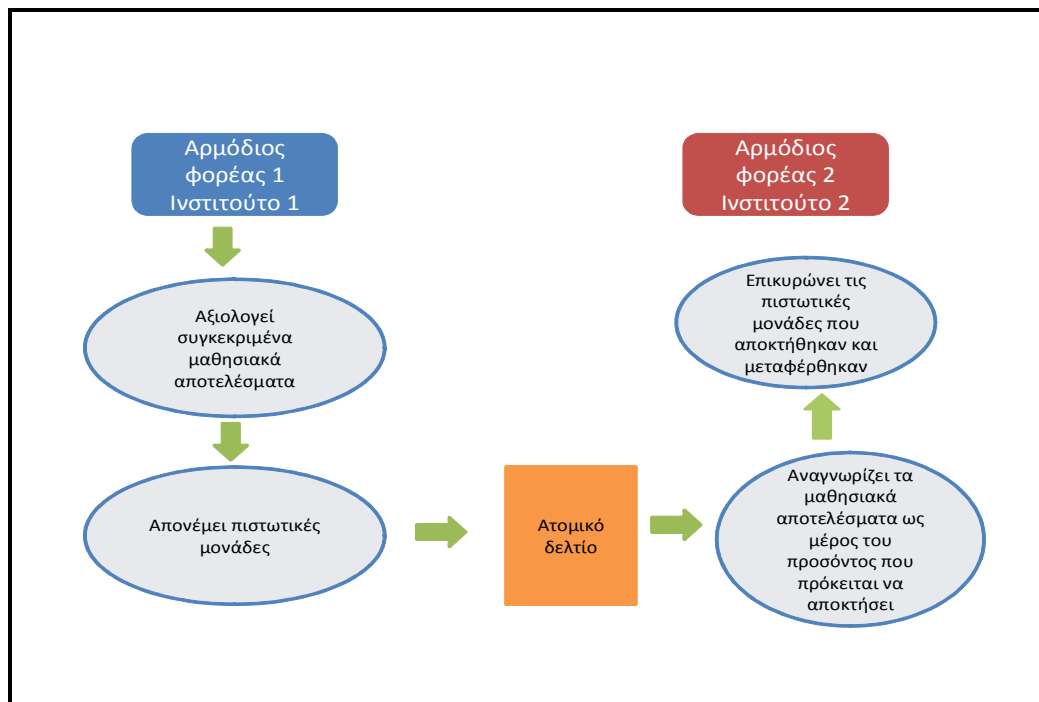 Αρμόδιος
φορέας 1
Ινστιτούτο 1
Αξιολογεί
συγκεκριμένα
μαθησιακά
αποτελέσματα
Απονέμει πιστωτικές
μονάδες
Ατομικό
δελτίο
Αρμόδιος
φορέας 2
Ινστιτούτο 2
Επικυρώνει τις
πιστωτικές
μονάδες που
αποκτήθηκαν και
μεταφέρθηκαν
Αναγνωρίζει τα
μαθησιακά
αποτελέσματα ως
μέρος του
προσόντος που
πρόκειται να
αποκτήσει